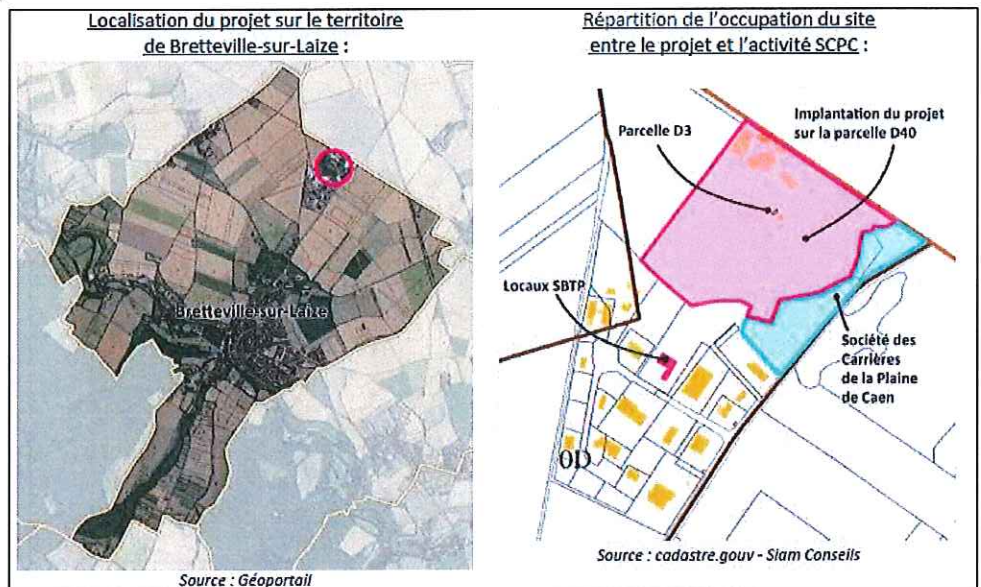 Localisation du projet sur le territoire
de Bretteville-sur-Laize :
Bretteville-sur-Laize
Source : Géoportail
Répartition de l'occupation du site
entre le projet et l'activité SCPC :
Parcelle D3
Implantation du projet
sur la parcelle D40
Locaux SBTP
Société des
Carrières
de la Plaine
de Caen
0D
Source : cadastre.gouv - Siam Conseils